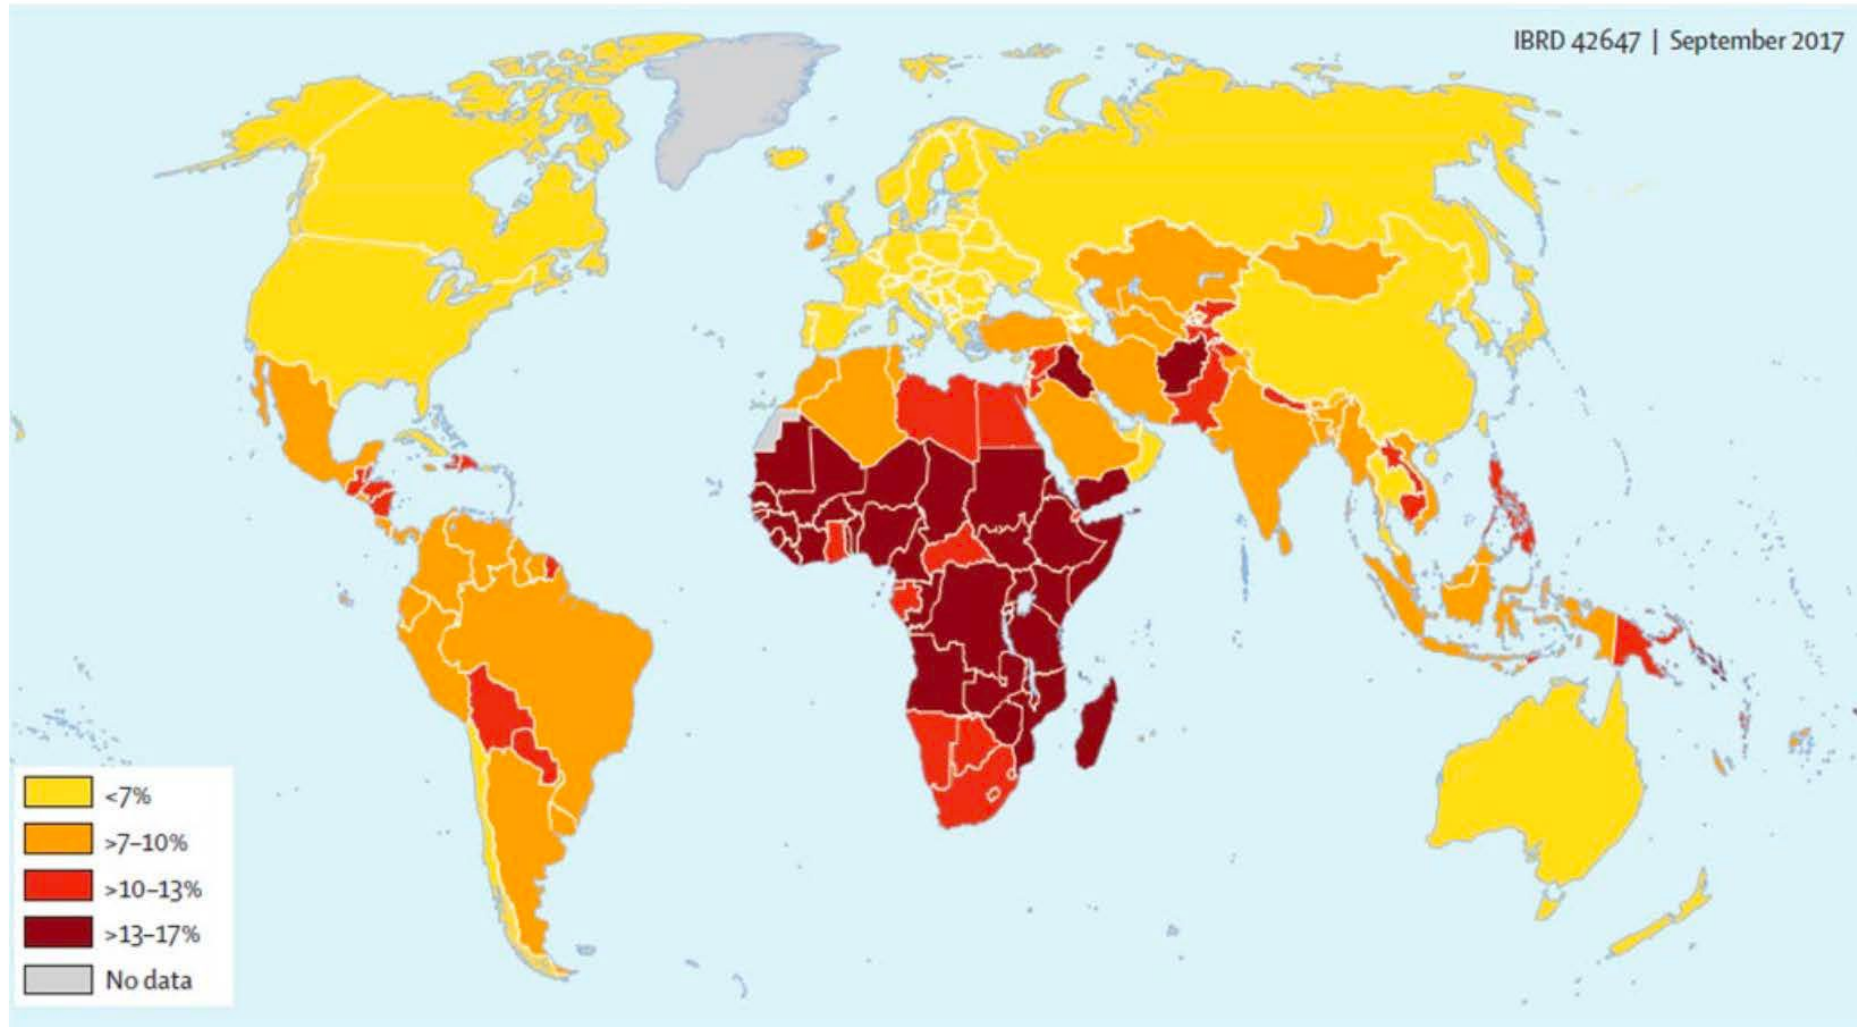 IBRD 42647 | September 2017
<7%
>7–10%
>10–13%
>13–17%
No data